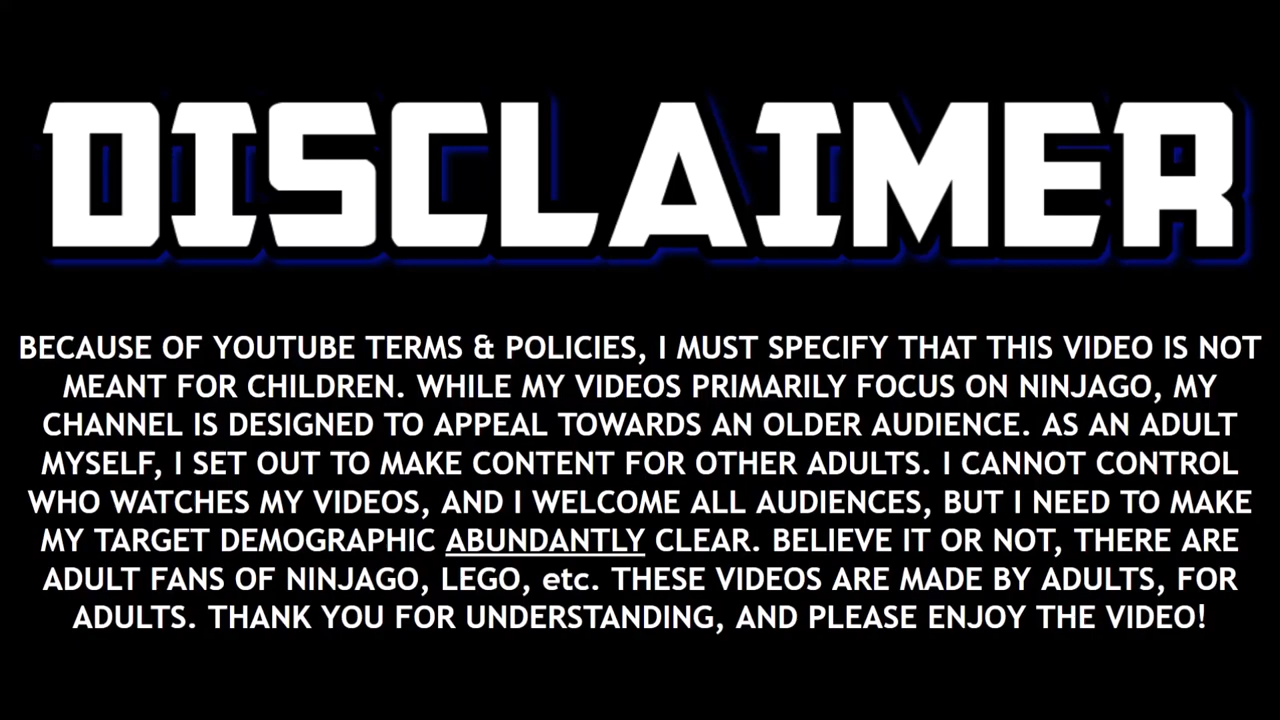 DISCLAIMER
BECAUSE OF YOUTUBE TERMS & POLICIES, I MUST SPECIFY THAT THIS VIDEO IS NOT
MEANT FOR CHILDREN. WHILE MY VIDEOS PRIMARILY FOCUS ON NINJAGO, MY
CHANNEL IS DESIGNED TO APPEAL TOWARDS AN OLDER AUDIENCE. AS AN ADULT
MYSELF, I SET OUT TO MAKE CONTENT FOR OTHER ADULTS. I CANNOT CONTROL
WHO WATCHES MY VIDEOS, AND I WELCOME ALL AUDIENCES, BUT I NEED TO MAKE
MY TARGET DEMOGRAPHIC ABUNDANTLY CLEAR. BELIEVE IT OR NOT, THERE ARE
ADULT FANS OF NINJAGO, LEGO, etc. THESE VIDEOS ARE MADE BY ADULTS, FOR
ADULTS. THANK YOU FOR UNDERSTANDING, AND PLEASE ENJOY THE VIDEO!